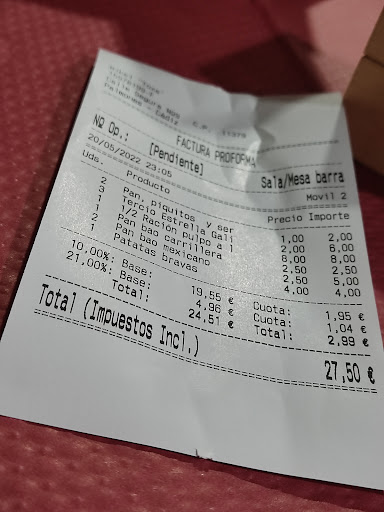 Palmones - Cádiz C.P. 11379
FACTURA PROFORMA
NQ Op.: [Pendiente] Sala/Mesa barra
20/05/2022 23:05 Movil 2
Uds. Producto Precio Importe
2 Pan, piquitos y ser 1,00 2,00
3 Tercio Estrella Gali 2,00 6,00
1 1/2 Ración pulpo a l 8,00 8,00
1 Pan bao carrillera 2,50 2,50
2 Pan bao mexicano 2,50 5,00
1 Patatas bravas 4,00 4,00
10,00%: Base: 19,55 € Cuota: 1,95 €
21,00%: Base: 4,96 € Cuota: 1,04 €
Total: 24,51 € Total: 2,99 €
Total (Impuestos Incl.) 27,50 €